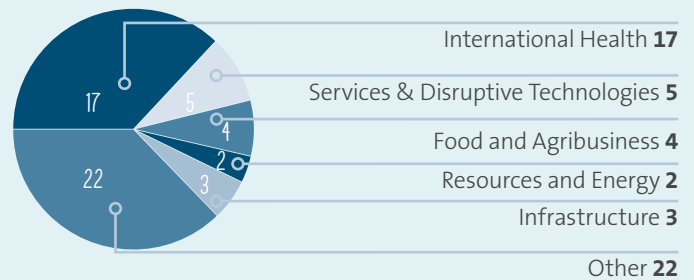 International Health 17
17
5
Services & Disruptive Technologies 5
4
Food and Agribusiness 4
2
Resources and Energy 2
22
3
Infrastructure 3
Other 22